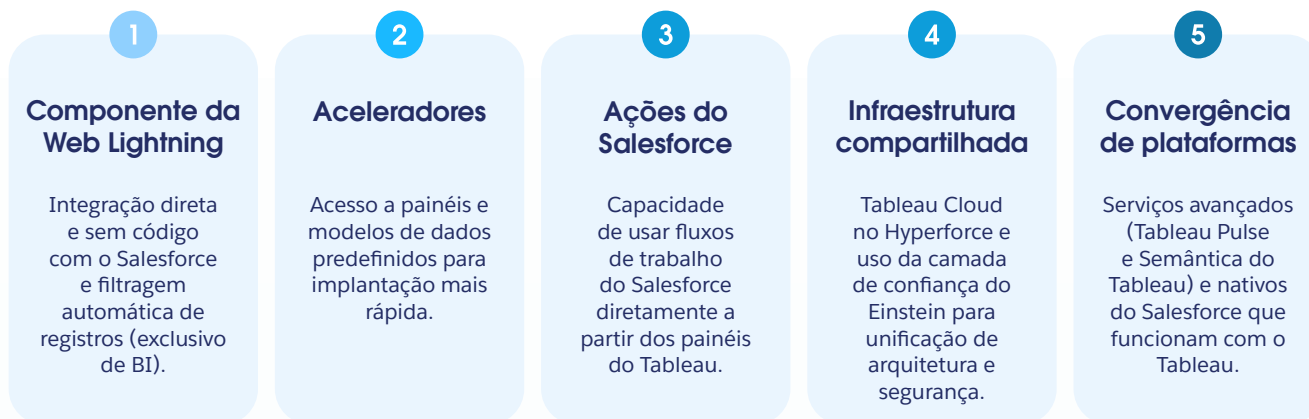 1
Componente da
Web Lightning
Integração direta
e sem código
com o Salesforce
e filtragem
automática de
registros (exclusivo
de BI).
2
Aceleradores
Acesso a painéis e
modelos de dados
predefinidos para
implantação mais
rápida.
3
Ações do
Salesforce
Capacidade
de usar fluxos
de trabalho
do Salesforce
diretamente a
partir dos painéis
do Tableau.
4
Infraestrutura
compartilhada
Tableau Cloud
no Hyperforce e
uso da camada
de confiança do
Einstein para
unificação de
arquitetura e
segurança.
5
Convergência
de plataformas
Serviços avançados
(Tableau Pulse
e Semântica do
Tableau) e nativos
do Salesforce que
funcionam com o
Tableau.